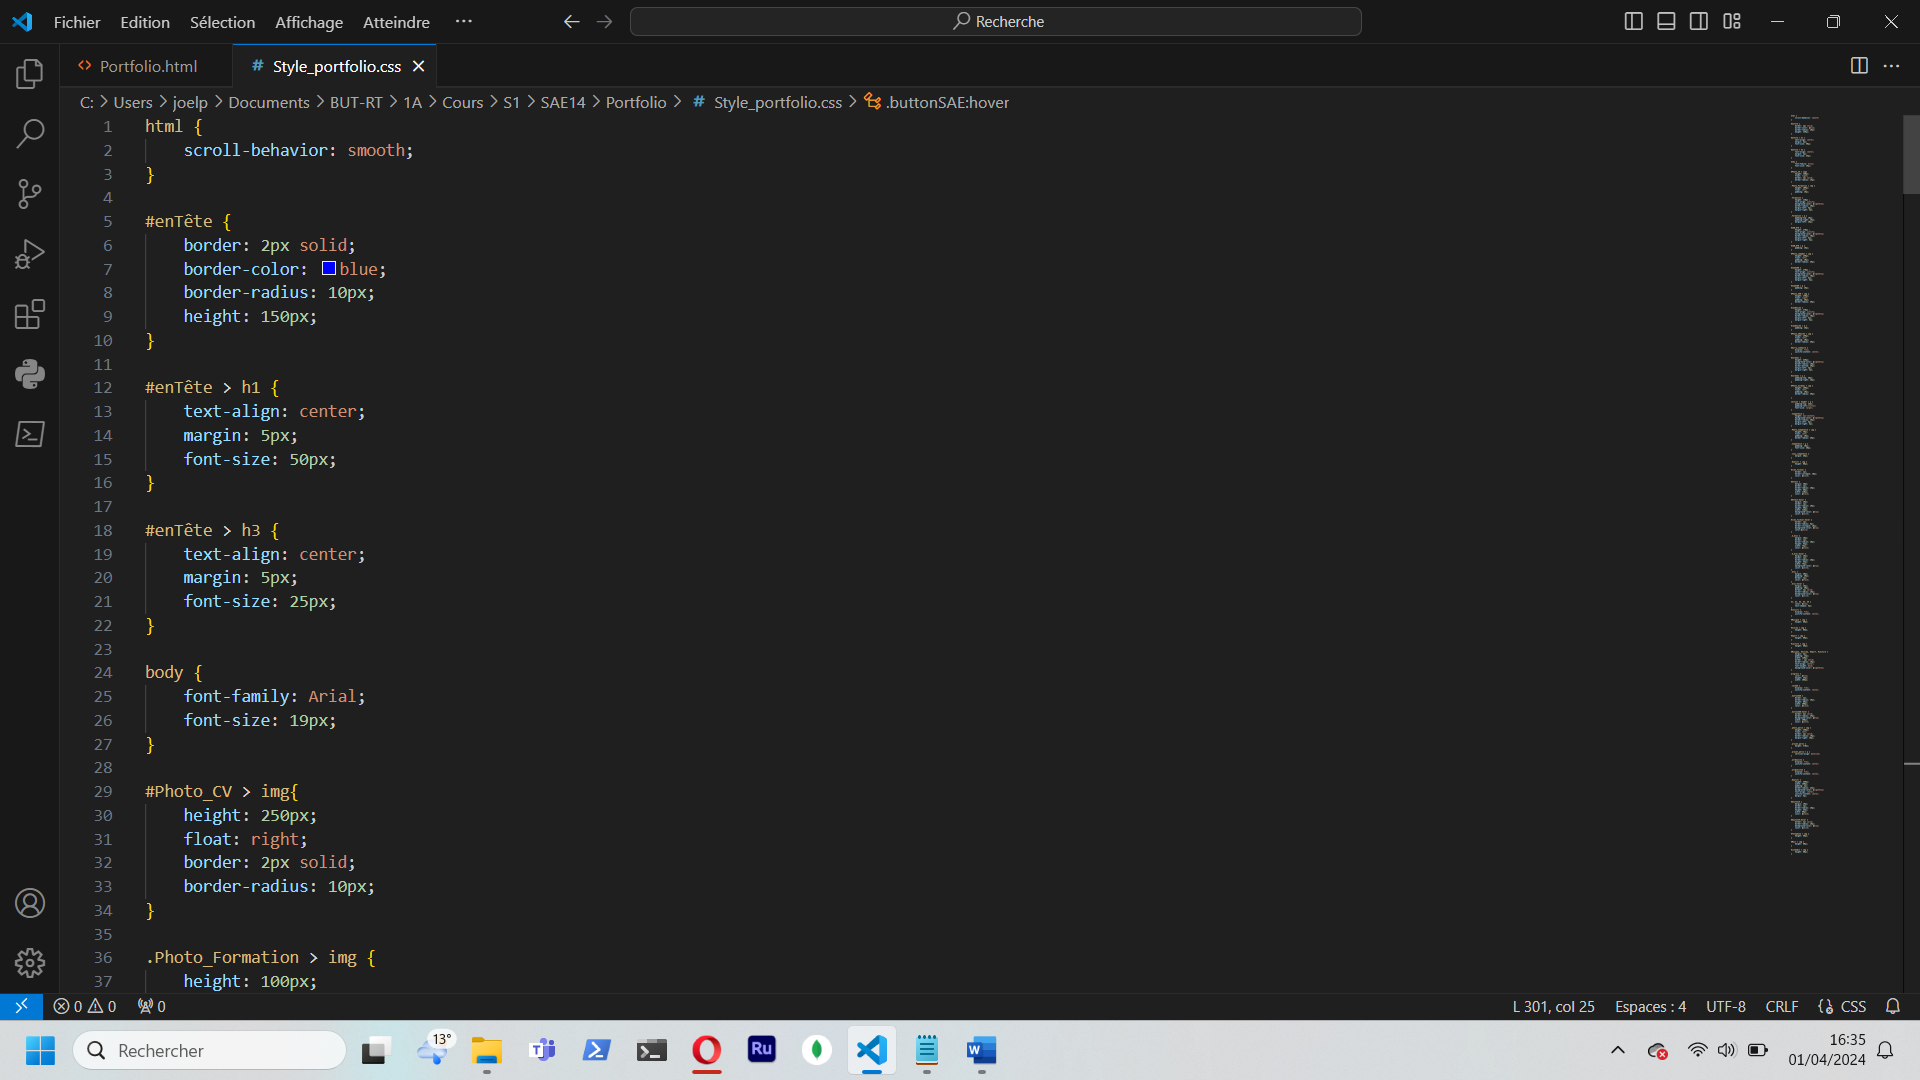 Fichier Edition Sélection Affichage Atteindre ··· Recherche
Portfolio.html # Style_portfolio.css
C: > Users > joelp > Documents > BUT-RT > 1A > Cours > S1 > SAE14 > Portfolio > # Style_portfolio.css > .buttonSAE:hover
1 html {
2 scroll-behavior: smooth;
3 }
4
5 #enTête {
6 border: 2px solid;
7 border-color: blue;
8 border-radius: 10px;
9 height: 150px;
10 }
11
12 #enTête > h1 {
13 text-align: center;
14 margin: 5px;
15 font-size: 50px;
16 }
17
18 #enTête > h3 {
19 text-align: center;
20 margin: 5px;
21 font-size: 25px;
22 }
23
24 body {
25 font-family: Arial;
26 font-size: 19px;
27 }
28
29 #Photo_CV > img{
30 height: 250px;
31 float: right;
32 border: 2px solid;
33 border-radius: 10px;
34 }
35
36 .Photo_Formation > img {
37 height: 100px;
0 0 0 L 301, col 25 Espaces : 4 UTF-8 CRLF CSS
Rechercher 13° Ru 16:35
01/04/2024